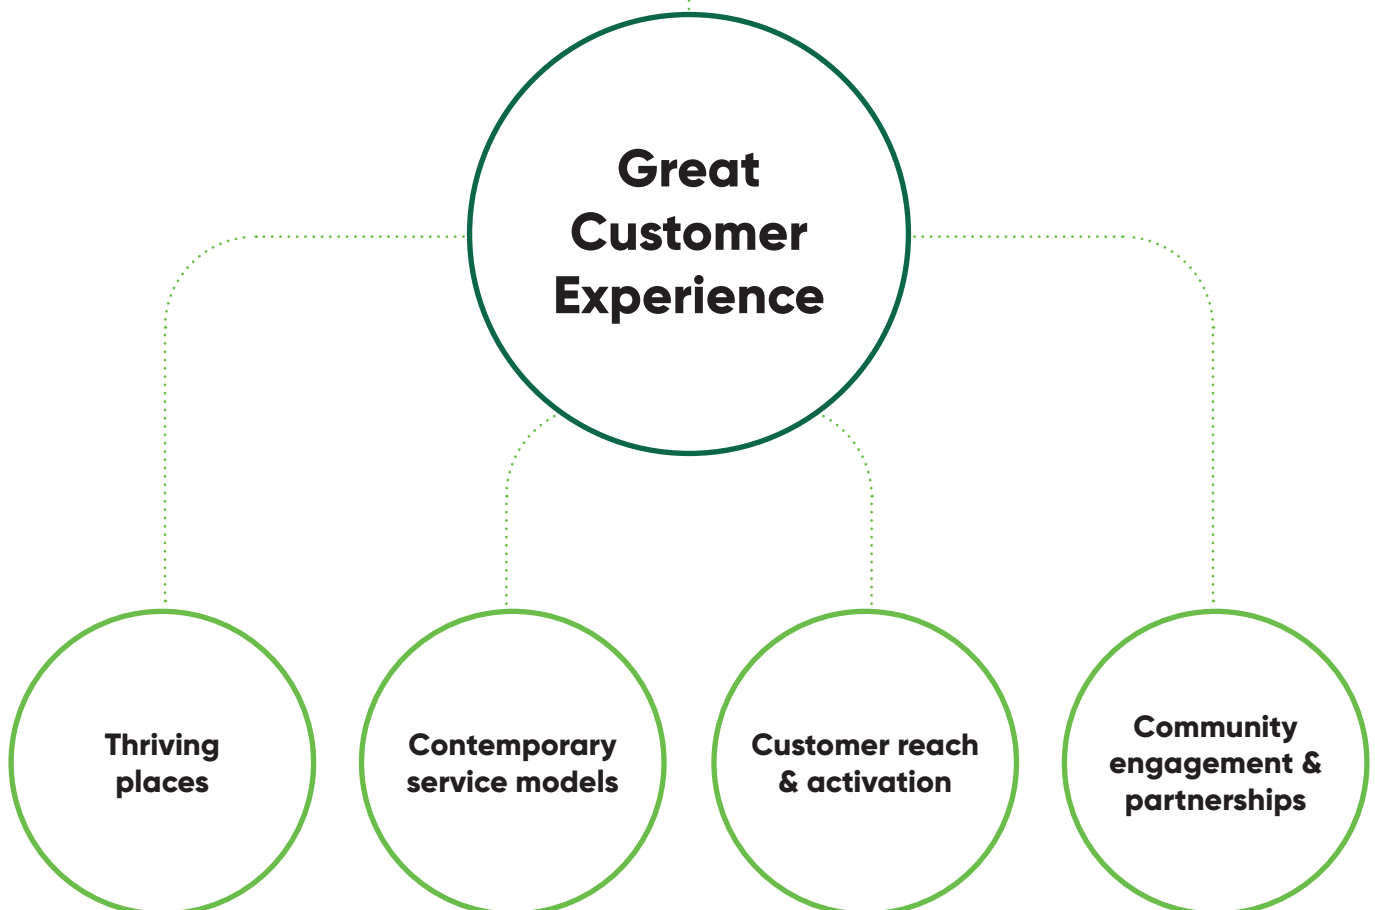 Great
Customer
Experience
Thriving
places
Contemporary
service models
Customer reach
& activation
Community
engagement &
partnerships